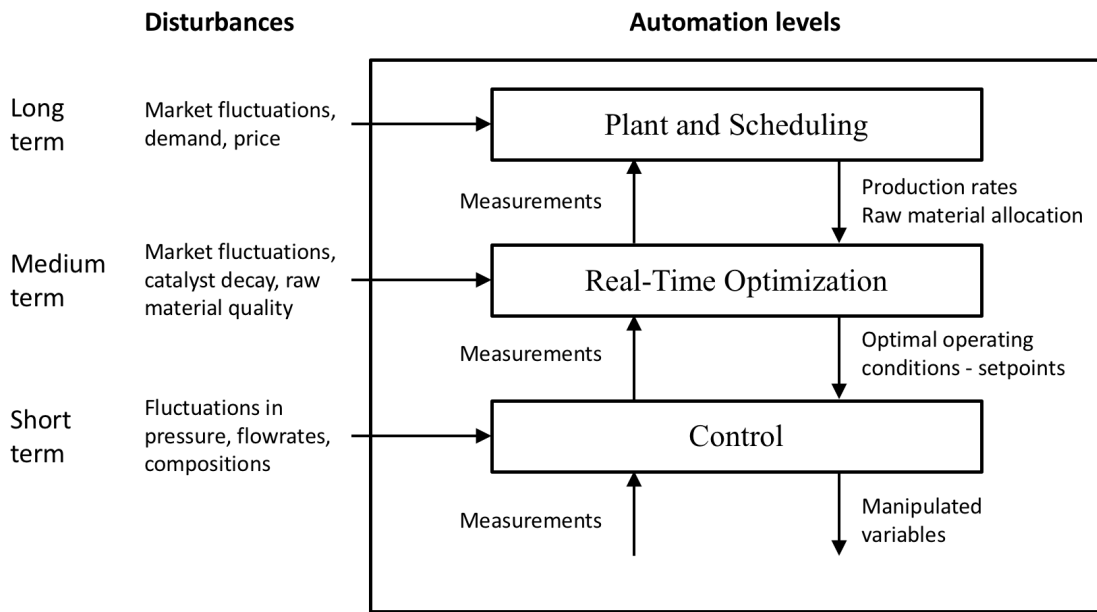 Disturbances
Automation levels
Long
term
Market fluctuations,
demand, price
Plant and Scheduling
Measurements
Production rates
Raw material allocation
Medium
term
Market fluctuations,
catalyst decay, raw
material quality
Real-Time Optimization
Measurements
Optimal operating
conditions - setpoints
Short
term
Fluctuations in
pressure, flowrates,
compositions
Control
Measurements
Manipulated
variables